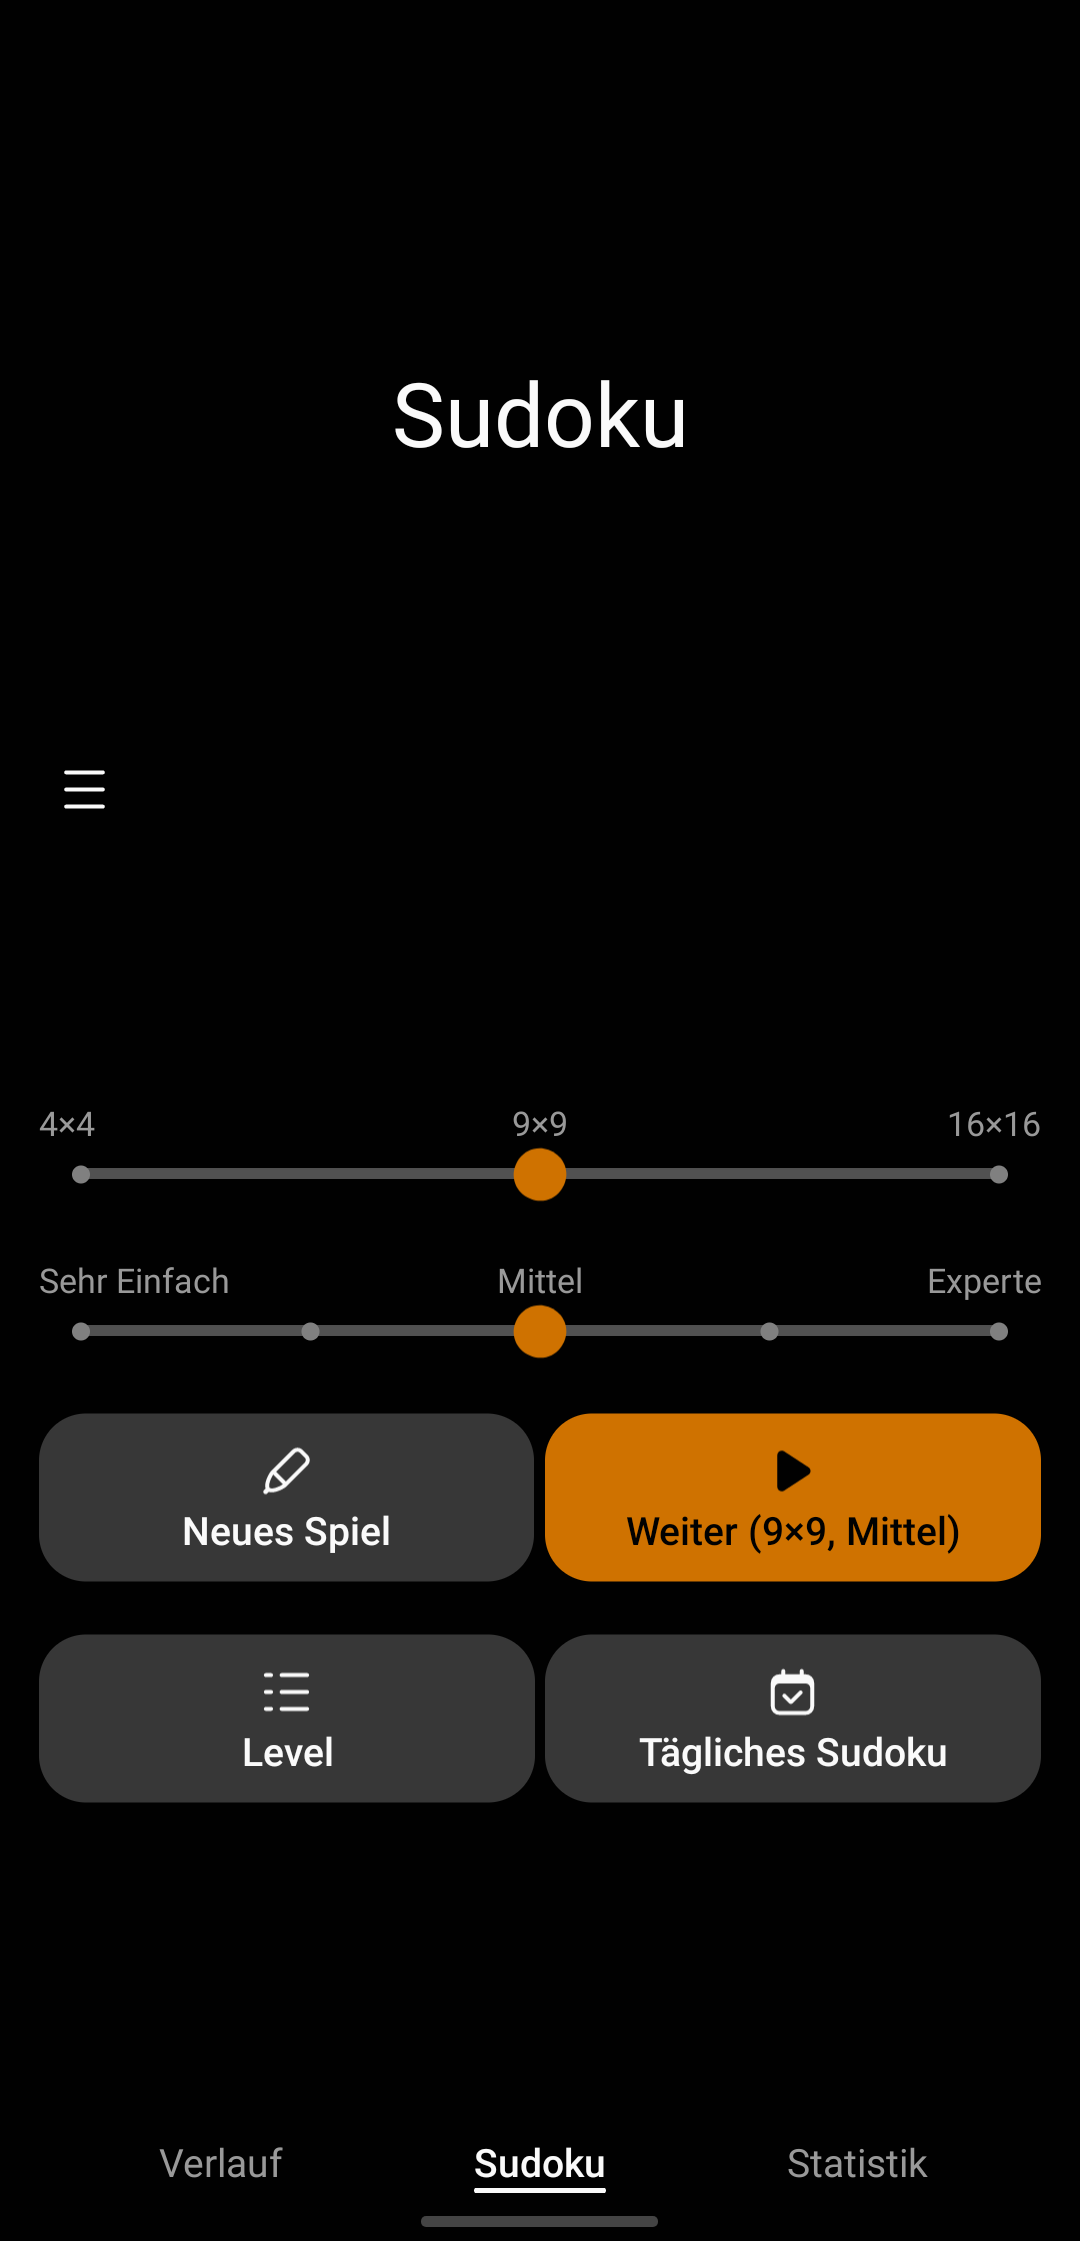 Sudoku
4×4 9×9 16×16
Sehr Einfach Mittel Experte
Neues Spiel
Weiter (9×9, Mittel)
Level
Tägliches Sudoku
Verlauf Sudoku Statistik